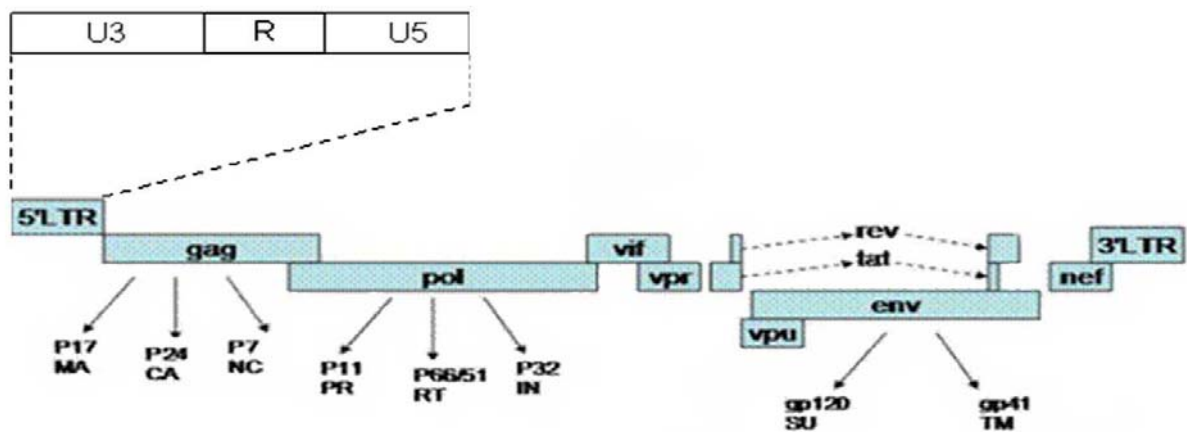 U3 R U5
5'LTR
gag
pol
vif
vpr
rev
tat
env
vpu
nef
3'LTR
P17
MA
P24
CA
P7
NC
P11
PR
P66/51
RT
P32
IN
gp120
SU
gp41
TM